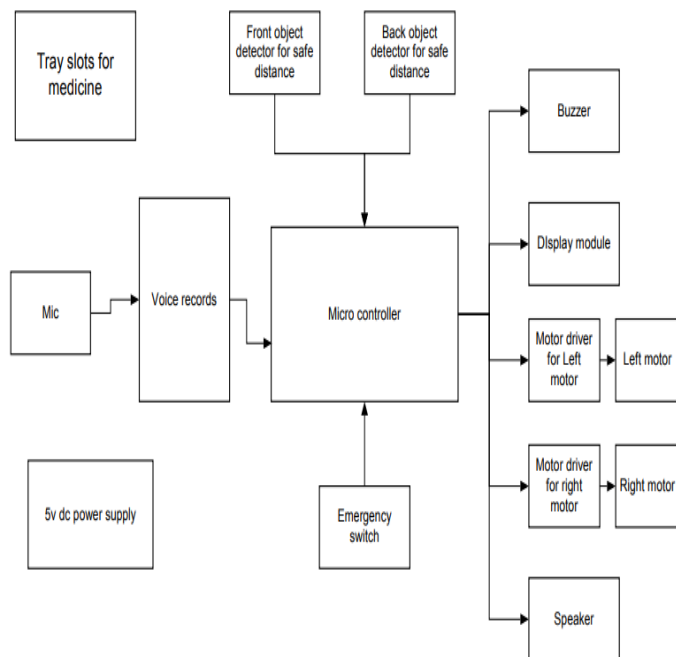 Tray slots for
medicine
Front object
detector for safe
distance
Back object
detector for safe
distance
Buzzer
DIsplay module
Mic
Voice records
Micro controller
Motor driver
for Left
motor
Left motor
Motor driver
for right
motor
Right motor
5v dc power supply
Emergency
switch
Speaker